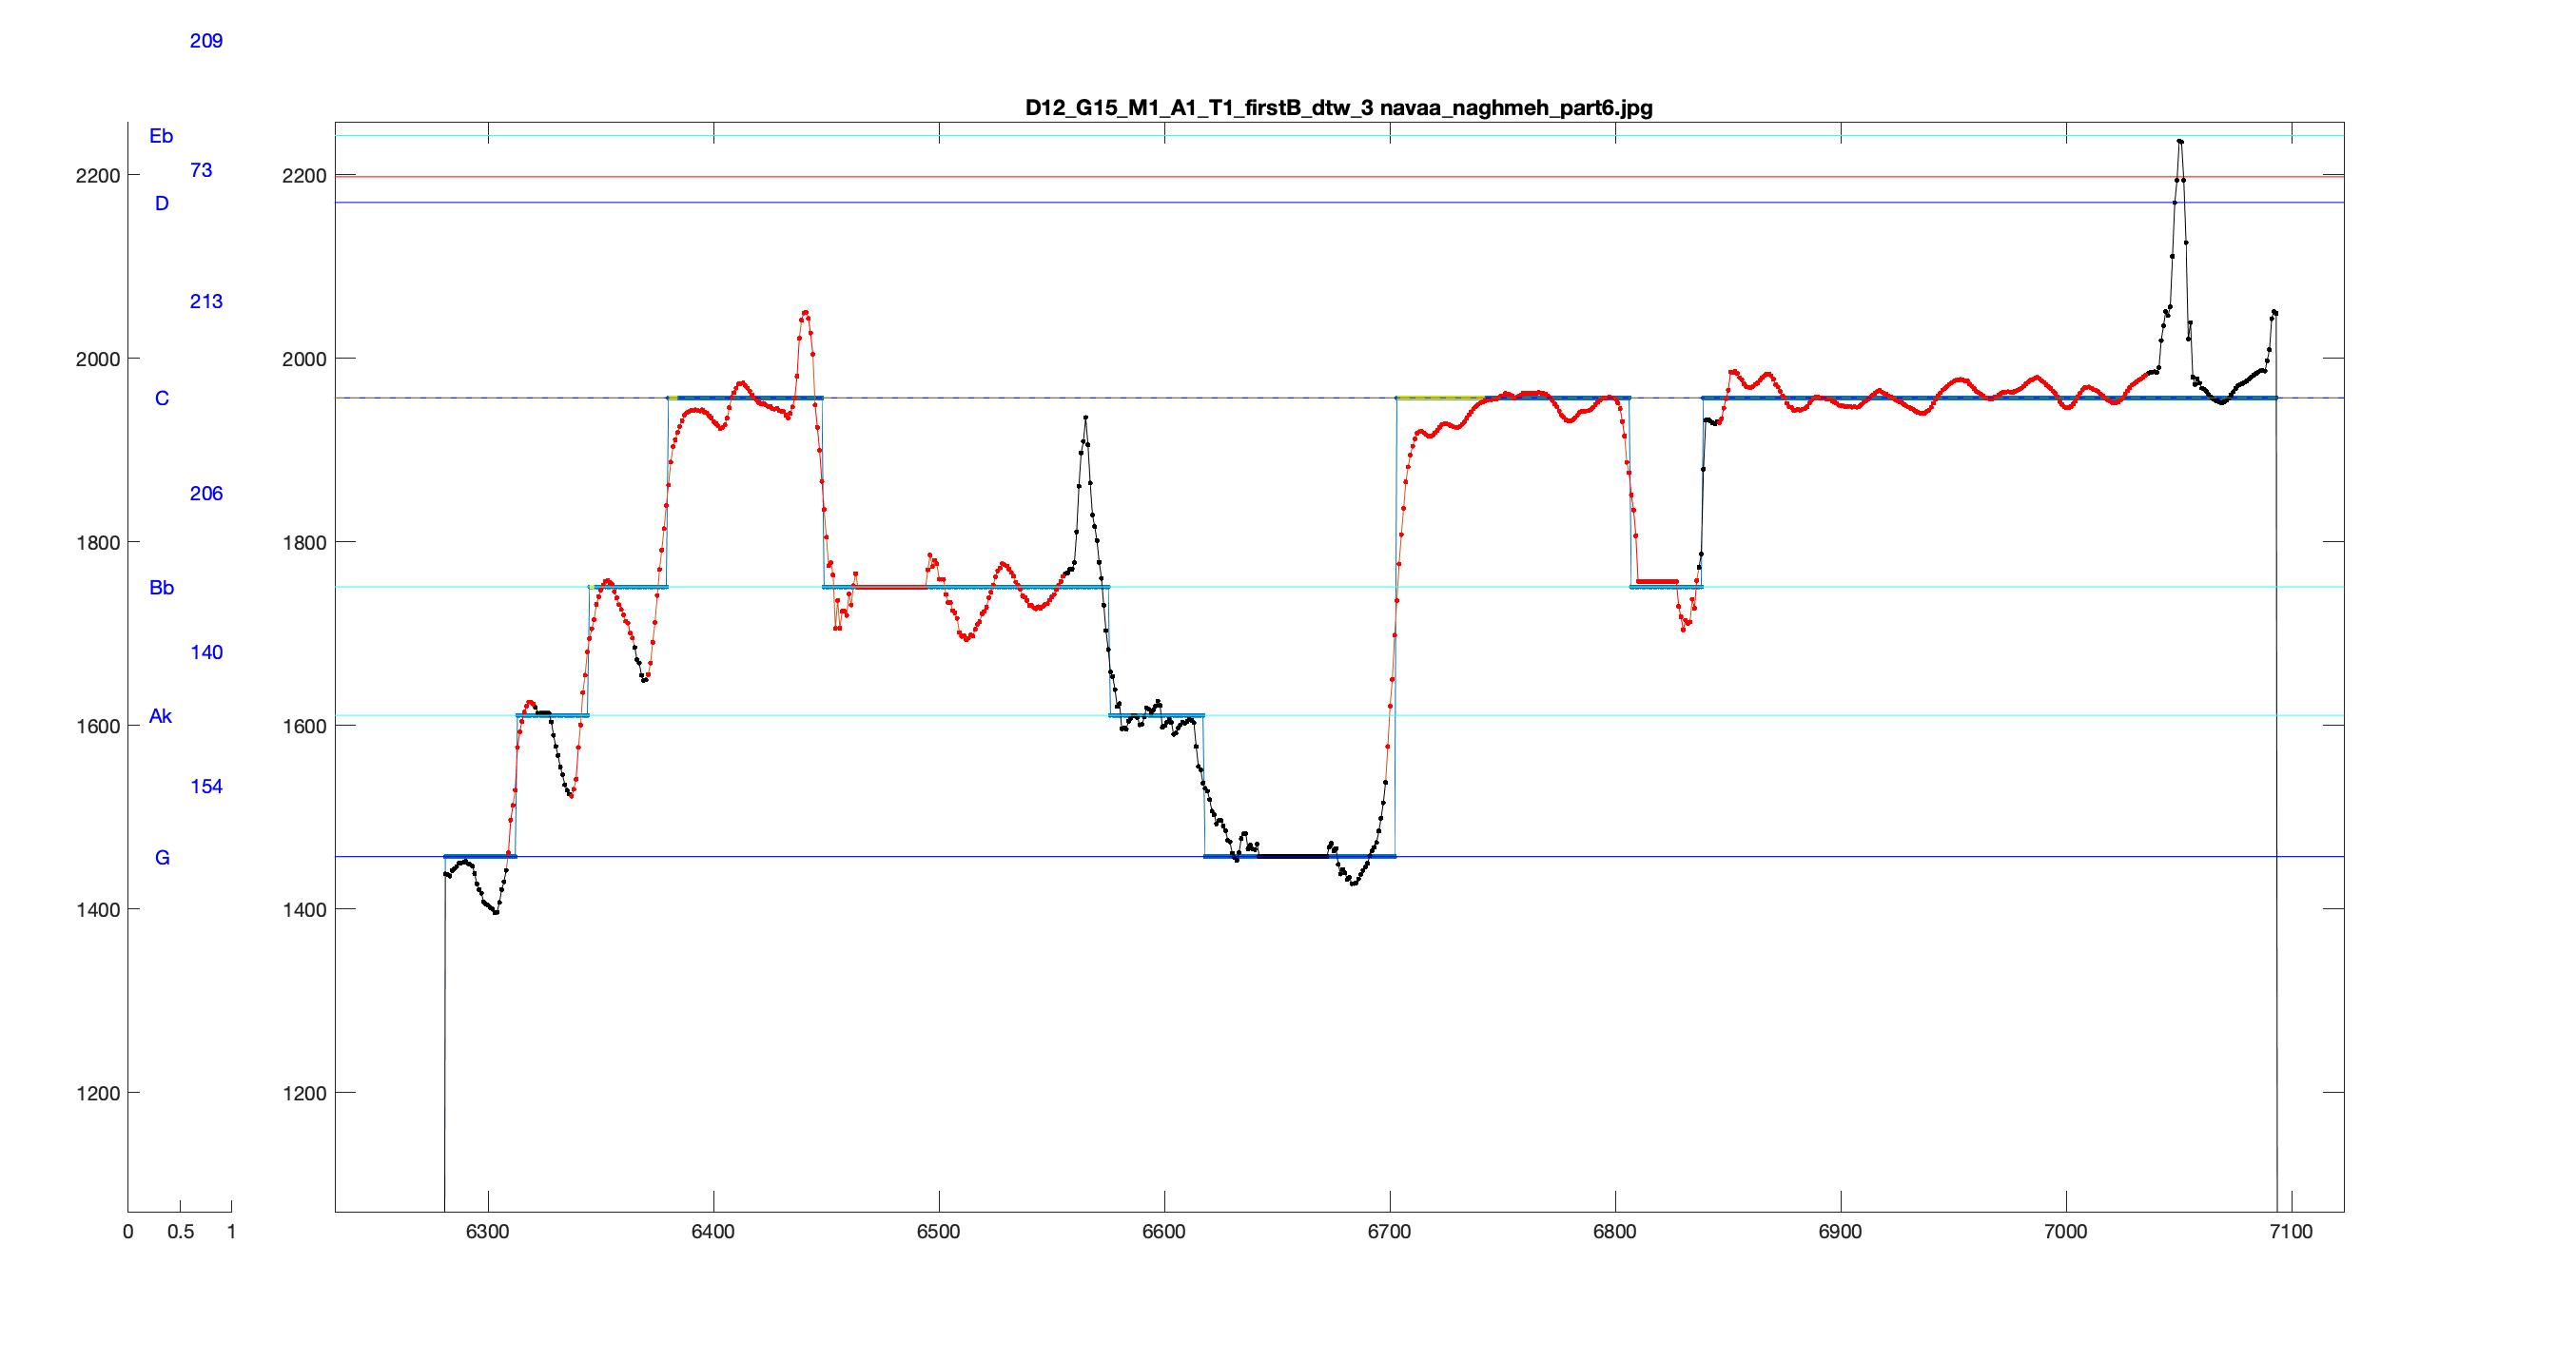 209
D12_G15_M1_A1_T1_firstB_dtw_3 navaa_naghmeh_part6.jpg
Eb
73
2200 2200
D
213
2000 2000
C
206
1800 1800
Bb
140
Ak
1600 1600
154
G
1400 1400
1200 1200
0 0.5 1 6300 6400 6500 6600 6700 6800 6900 7000 7100